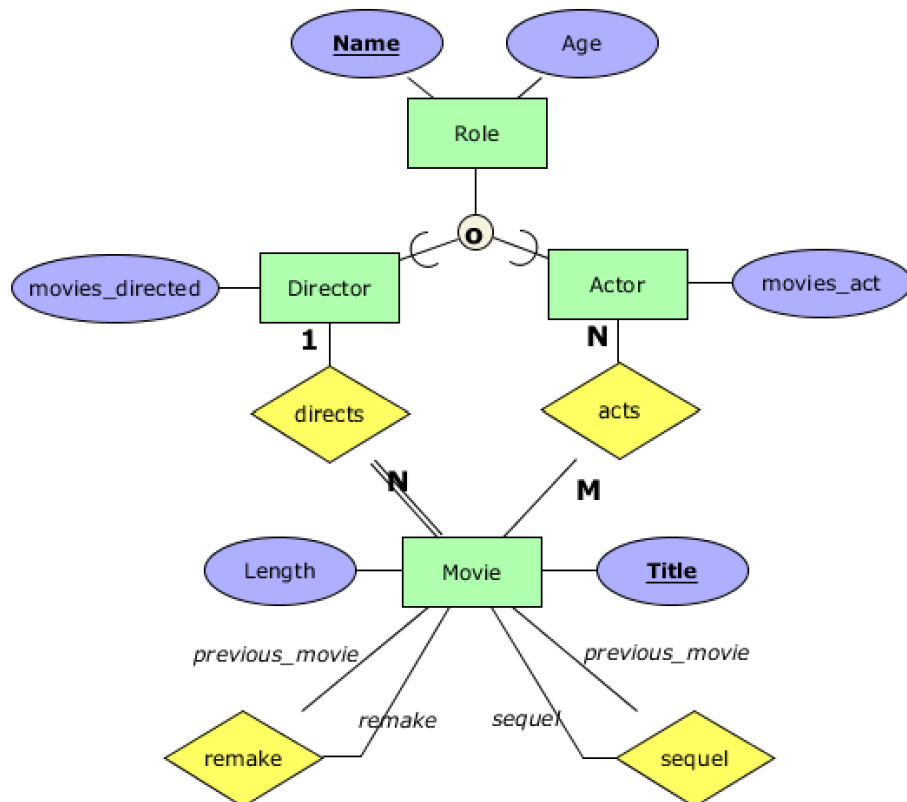 Name
Age
Role
o
movies_directed
Director
Actor
movies_act
1
N
directs
acts
N
M
Length
Movie
Title
previous_movie
previous_movie
remake
sequel
remake
sequel